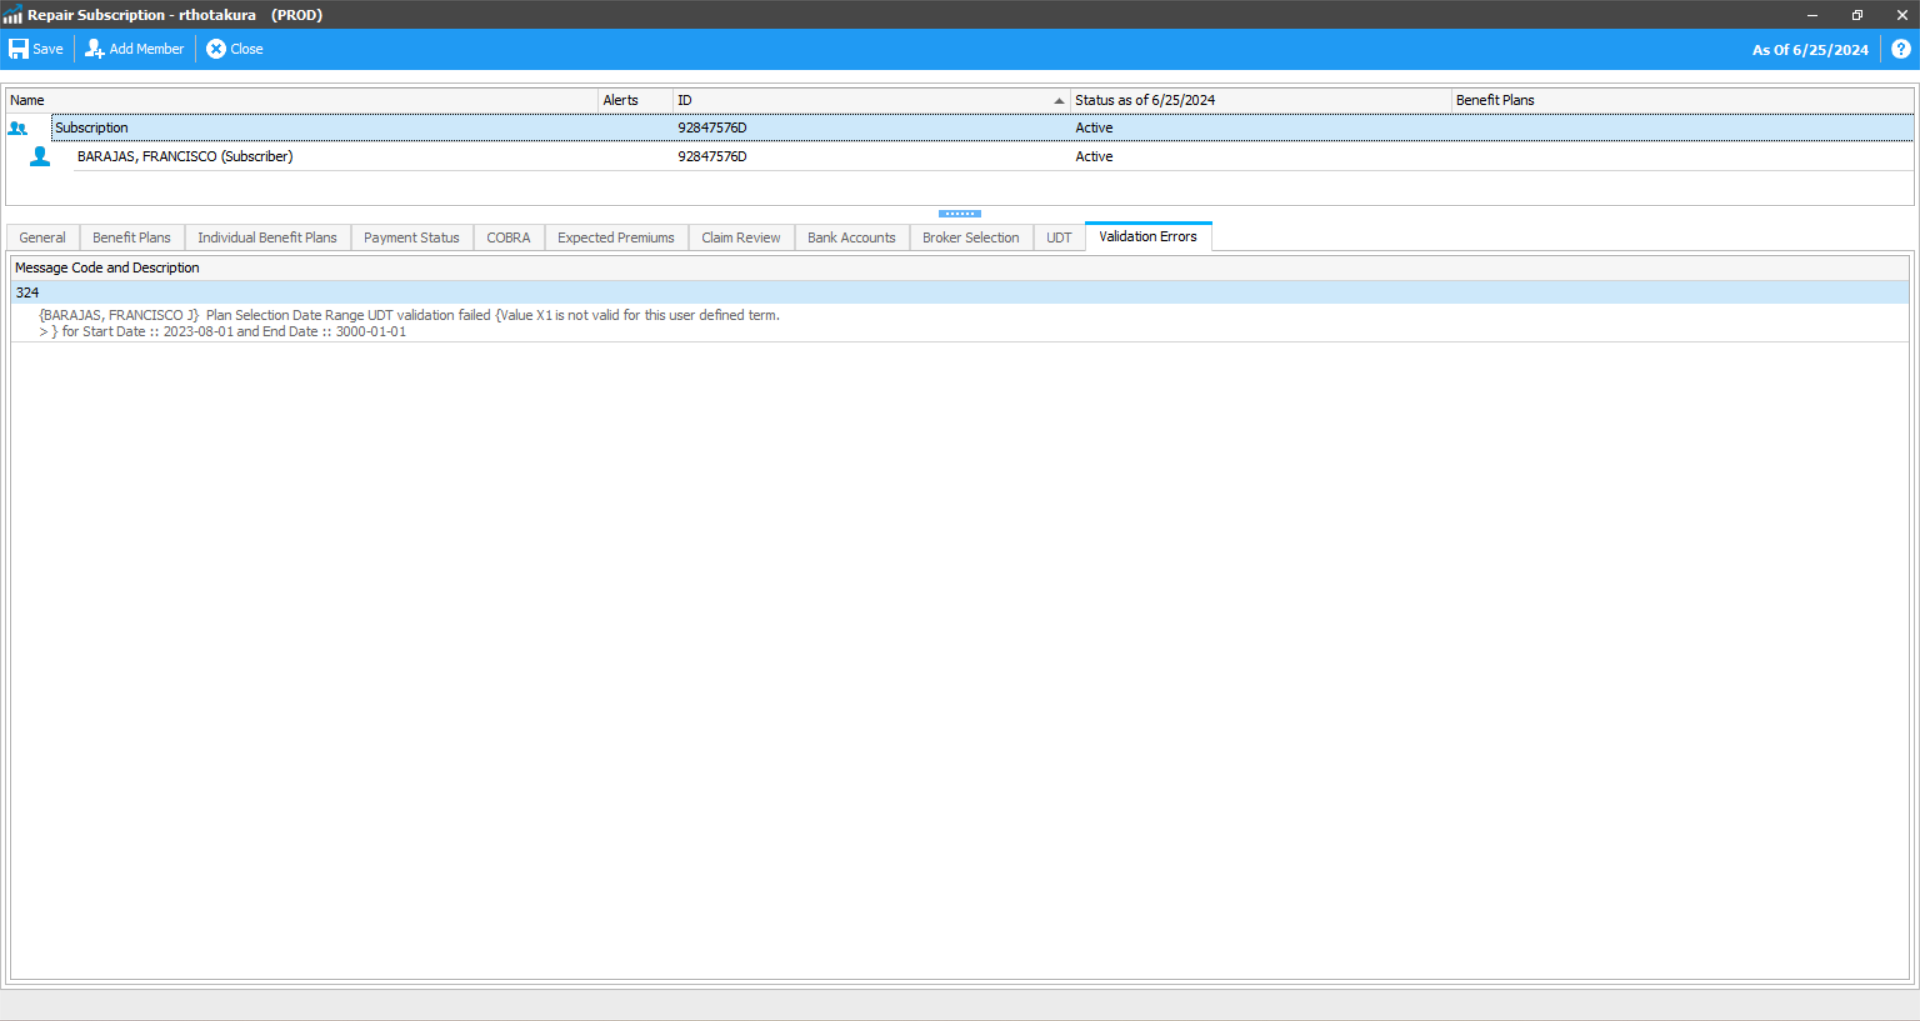 Repair Subscription - rthotakura (PROD)
Save Add Member Close As Of 6/25/2024 ?
Name Alerts ID Status as of 6/25/2024 Benefit Plans
Subscription 92847576D Active
BARAJAS, FRANCISCO (Subscriber) 92847576D Active
General Benefit Plans Individual Benefit Plans Payment Status COBRA Expected Premiums Claim Review Bank Accounts Broker Selection UDT Validation Errors
Message Code and Description
324
{BARAJAS, FRANCISCO J} Plan Selection Date Range UDT validation failed {Value X1 is not valid for this user defined term.
> } for Start Date :: 2023-08-01 and End Date :: 3000-01-01